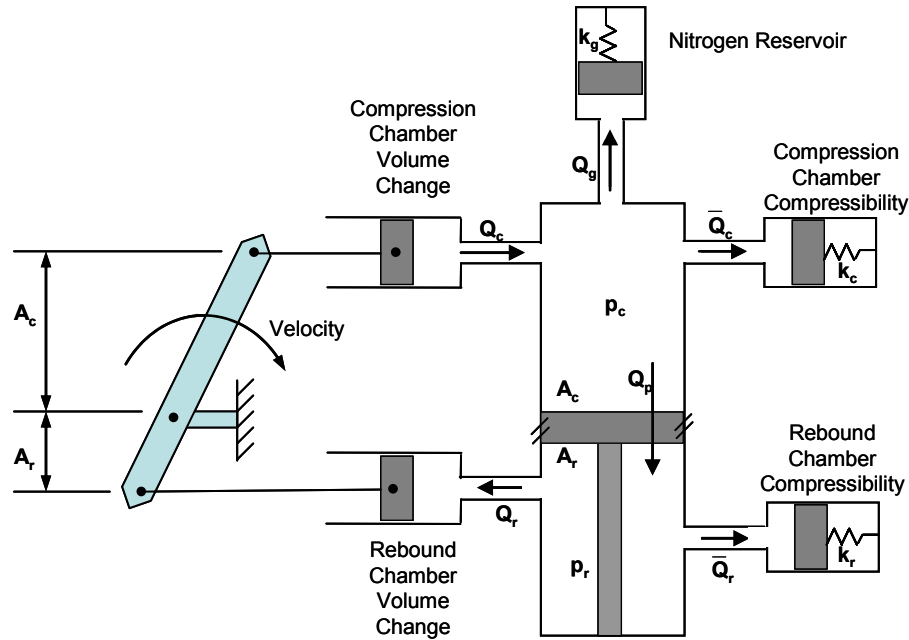 k_g
Nitrogen Reservoir
Compression
Chamber
Volume
Change
Q_g
Compression
Chamber
Compressibility
Q_c
Q̅_c
k_c
A_c
Velocity
p_c
A_c
Q_p
A_r
A_r
Rebound
Chamber
Compressibility
Q_r
p_r
Q̅_r
k_r
Rebound
Chamber
Volume
Change